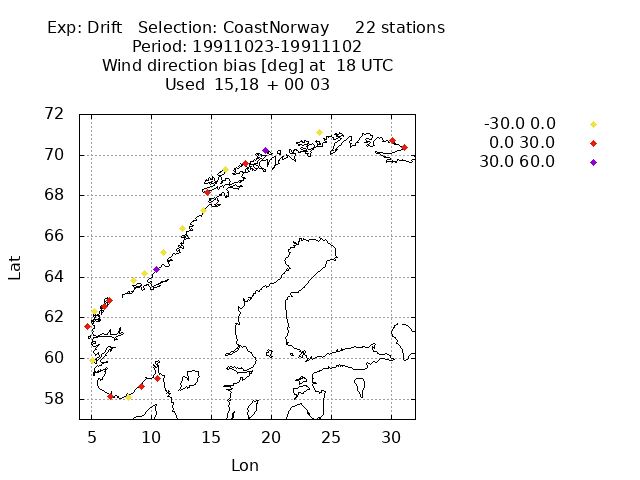 Exp: Drift Selection: CoastNorway 22 stations
Period: 19911023-19911102
Wind direction bias [deg] at 18 UTC
Used 15,18 + 00 03
-30.0 0.0
0.0 30.0
30.0 60.0
72
70
68
66
64
62
60
58
Lat
5 10 15 20 25 30
Lon